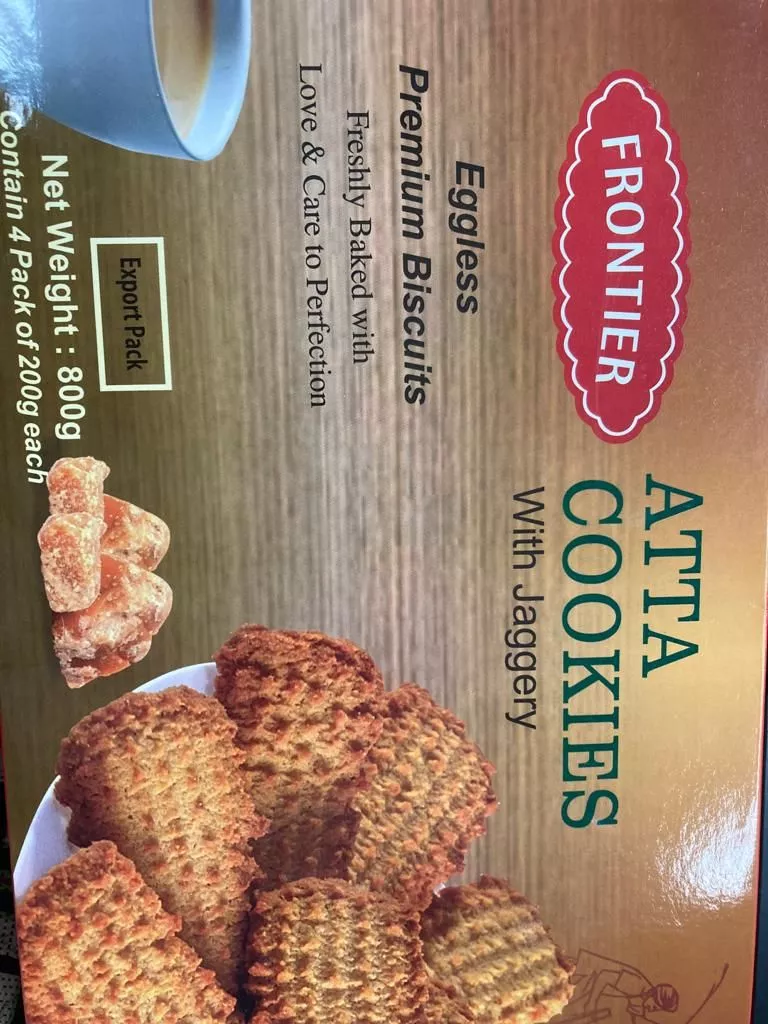 FRONTIER
ATTA
COOKIES
With Jaggery
Eggless
Premium Biscuits
Freshly Baked with
Love & Care to Perfection
Export Pack
Net Weight : 800g
Contain 4 Pack of 200g each